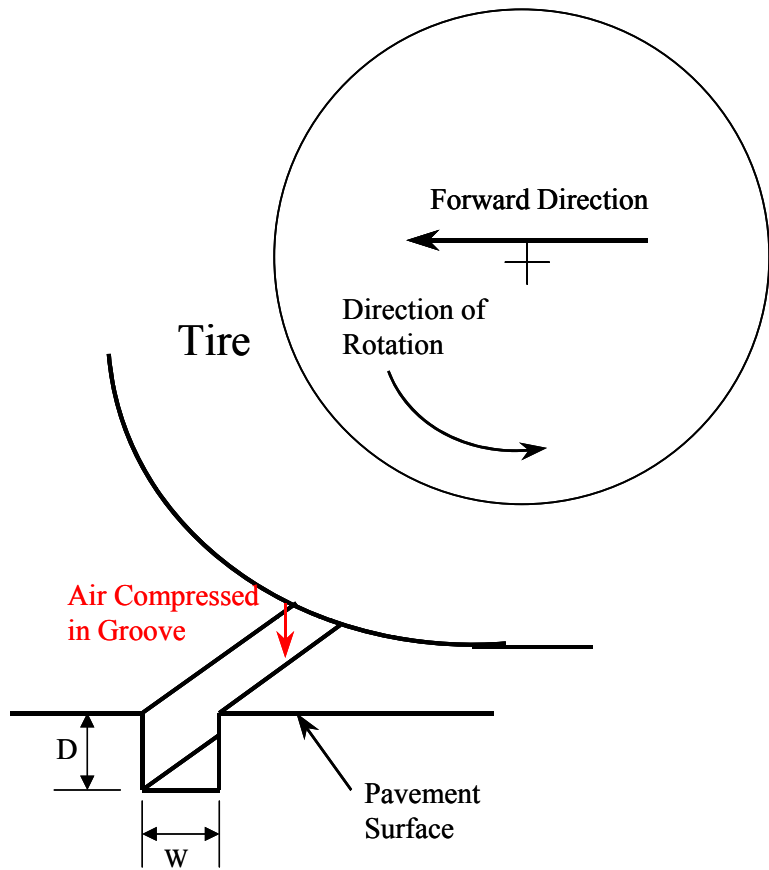 Forward Direction
Direction of
Rotation
Tire
Air Compressed
in Groove
D
Pavement
Surface
W